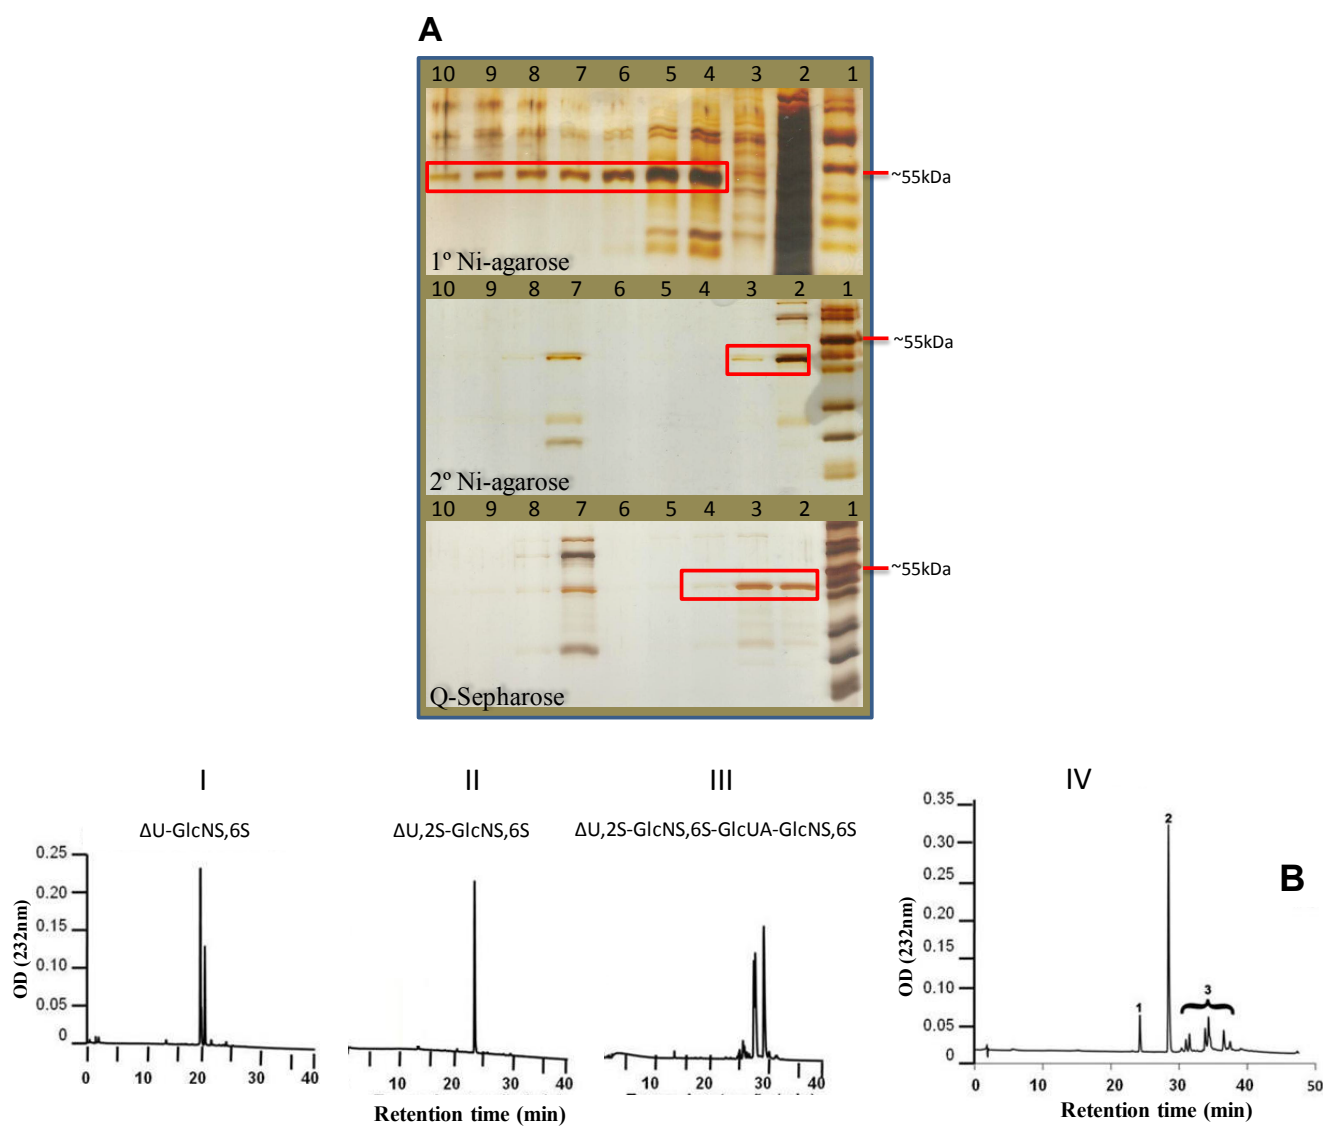 A
10 9 8 7 6 5 4 3 2 1
~55kDa
1º Ni-agarose
10 9 8 7 6 5 4 3 2 1
~55kDa
2º Ni-agarose
10 9 8 7 6 5 4 3 2 1
~55kDa
Q-Sepharose
I
II
III
IV
ΔU-GlcNS,6S
ΔU,2S-GlcNS,6S
ΔU,2S-GlcNS,6S-GlcUA-GlcNS,6S
B
OD (232nm)
0.25
0.20
0.15
0.10
0.05
0
0 10 20 30 40
10 20 30 40
10 20 30 40
Retention time (min)
OD (232nm)
0.35
0.30
0.25
0.20
0.15
0.10
0.05
0
1
2
3
0 10 20 30 40 50
Retention time (min)